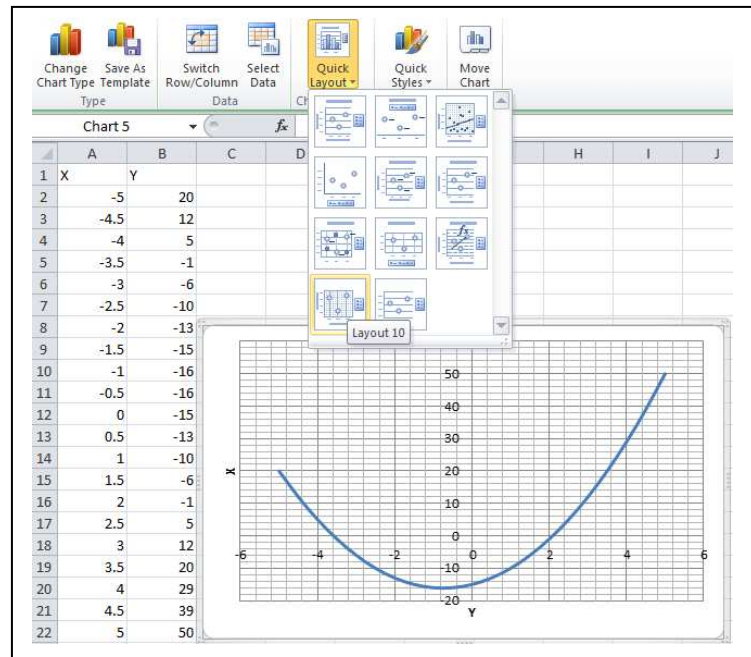 Change Chart Type
Save As Template
Switch Row/Column
Select Data
Quick Layout
Quick Styles
Move Chart
Type
Data
Chart 5
fx
A B C D H I J
1 X Y
2 -5 20
3 -4.5 12
4 -4 5
5 -3.5 -1
6 -3 -6
7 -2.5 -10
8 -2 -13
9 -1.5 -15
10 -1 -16
11 -0.5 -16
12 0 -15
13 0.5 -13
14 1 -10
15 1.5 -6
16 2 -1
17 2.5 5
18 3 12
19 3.5 20
20 4 29
21 4.5 39
22 5 50
Layout 10
50
40
30
20
X
10
0
-6 -4 -2 0 2 4 6
-10
-20
Y